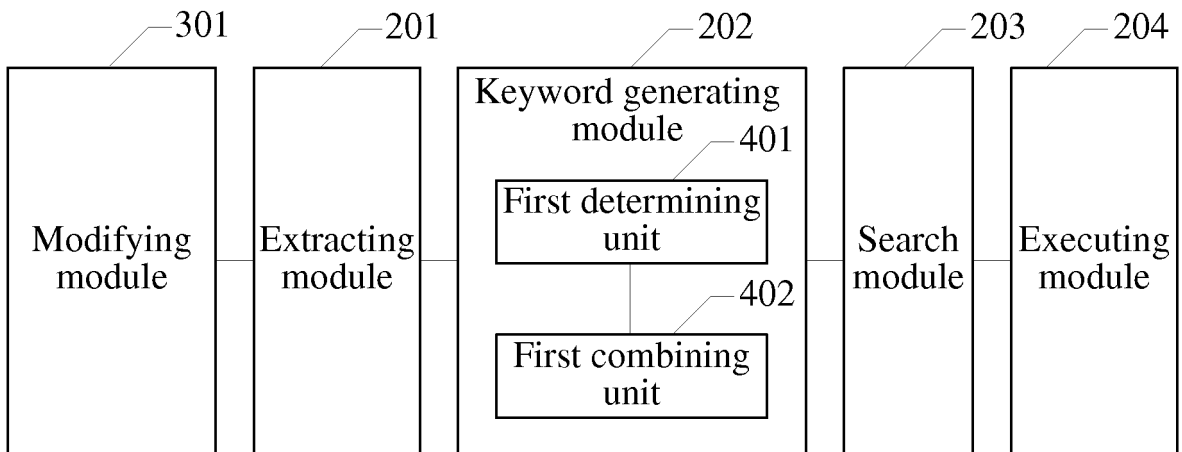 301
201
202
203
204
Keyword generating
module
401
First determining
unit
402
First combining
unit
Modifying
module
Extracting
module
Search
module
Executing
module